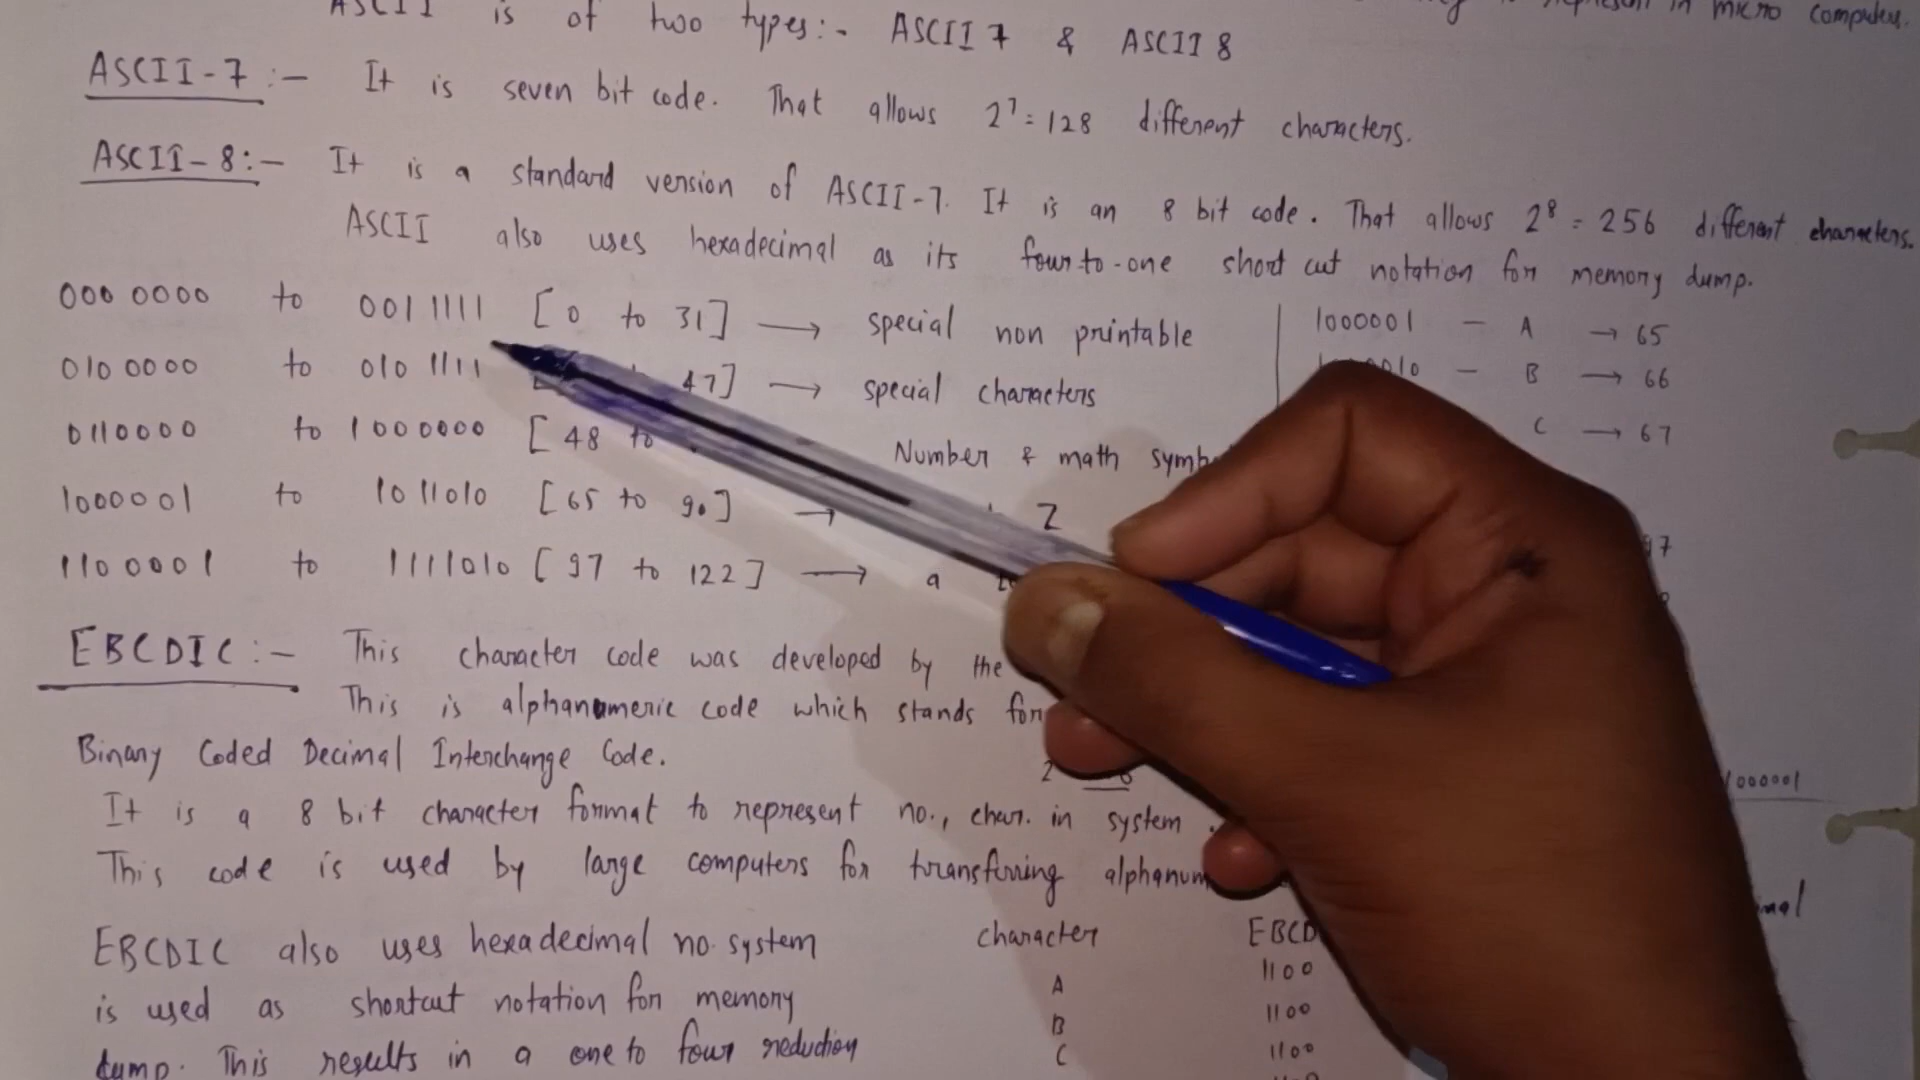 ASCII is of two types:- ASCII 7 & ASCII 8
represent in micro computers.
ASCII-7 :- It is seven bit code. That allows 2⁷ = 128 different characters.
ASCII-8 :- It is a standard version of ASCII-7. It is an 8 bit code. That allows 2⁸ = 256 different characters.
ASCII also uses hexadecimal as its four-to-one short cut notation for memory dump.
000 0000 to 001 1111 [0 to 31] → special non printable
010 0000 to 010 1111 [ 47] → special characters
0110000 to 1000000 [48 to Number & math
1000001 to 1011010 [65 to 90] → Z
1100001 to 1111010 [97 to 122] → a
1000001 - A → 65
- B → 66
C → 67
EBCDIC :- This character code was developed by the
This is alphanumeric code which stands for
Binary Coded Decimal Interchange Code.
It is a 8 bit character format to represent no., char. in system.
This code is used by large computers for transfering
1000001
EBCDIC also uses hexadecimal no. system
is used as shortcut notation for memory
dump. This results in a one to four reduction
character
A 1100
B 1100
C 1100